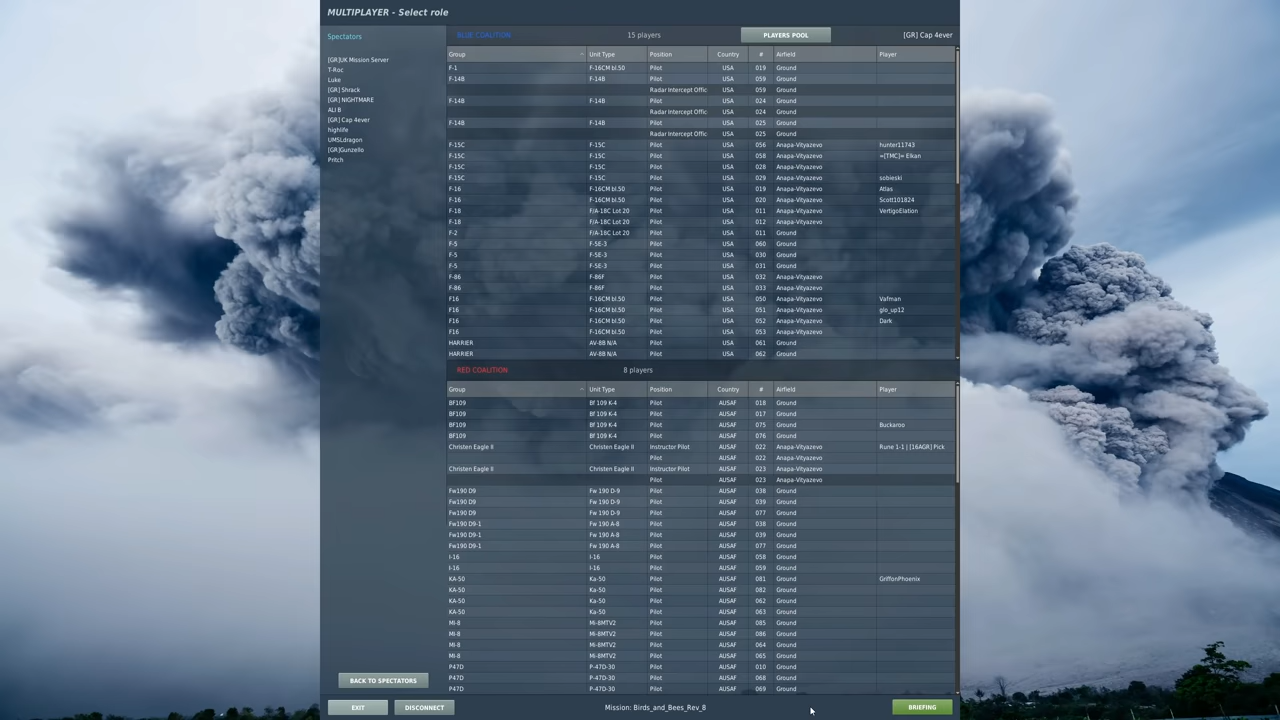 MULTIPLAYER - Select role
Spectators
[GR]UK Mission Server
T-Roc
Luke
[GR] Shrack
[GR] NIGHTMARE
ALI B
[GR] Cap 4ever
highlife
UMSLdragon
[GR]Gunzello
Pritch
BLUE COALITION 15 players PLAYERS POOL [GR] Cap 4ever
Group Unit Type Position Country # Airfield Player
F-1 F-16CM bl.50 Pilot USA 019 Ground
F-14B F-14B Pilot USA 059 Ground
Radar Intercept Offic USA 059 Ground
F-14B F-14B Pilot USA 024 Ground
Radar Intercept Offic USA 024 Ground
F-14B F-14B Pilot USA 025 Ground
Radar Intercept Offic USA 025 Ground
F-15C F-15C Pilot USA 056 Anapa-Vityazevo hunter11743
F-15C F-15C Pilot USA 058 Anapa-Vityazevo =[TMC]= Elkan
F-15C F-15C Pilot USA 028 Anapa-Vityazevo
F-15C F-15C Pilot USA 029 Anapa-Vityazevo sobieski
F-16 F-16CM bl.50 Pilot USA 019 Anapa-Vityazevo Atlas
F-16 F-16CM bl.50 Pilot USA 020 Anapa-Vityazevo Scott101824
F-18 F/A-18C Lot 20 Pilot USA 011 Anapa-Vityazevo VertigoElation
F-18 F/A-18C Lot 20 Pilot USA 012 Anapa-Vityazevo
F-2 F/A-18C Lot 20 Pilot USA 011 Ground
F-5 F-5E-3 Pilot USA 060 Ground
F-5 F-5E-3 Pilot USA 030 Ground
F-5 F-5E-3 Pilot USA 031 Ground
F-86 F-86F Pilot USA 032 Anapa-Vityazevo
F-86 F-86F Pilot USA 033 Anapa-Vityazevo
F16 F-16CM bl.50 Pilot USA 050 Anapa-Vityazevo Vafman
F16 F-16CM bl.50 Pilot USA 051 Anapa-Vityazevo glo_up12
F16 F-16CM bl.50 Pilot USA 052 Anapa-Vityazevo Dark
F16 F-16CM bl.50 Pilot USA 053 Anapa-Vityazevo
HARRIER AV-8B N/A Pilot USA 061 Ground
HARRIER AV-8B N/A Pilot USA 062 Ground
RED COALITION 8 players
Group Unit Type Position Country # Airfield Player
BF109 Bf 109 K-4 Pilot AUSAF 018 Ground
BF109 Bf 109 K-4 Pilot AUSAF 017 Ground
BF109 Bf 109 K-4 Pilot AUSAF 075 Ground Buckaroo
BF109 Bf 109 K-4 Pilot AUSAF 076 Ground
Christen Eagle II Christen Eagle II Instructor Pilot AUSAF 022 Anapa-Vityazevo Rune 1-1 | [16AGR] Pick
Pilot AUSAF 022 Anapa-Vityazevo
Christen Eagle II Christen Eagle II Instructor Pilot AUSAF 023 Anapa-Vityazevo
Pilot AUSAF 023 Anapa-Vityazevo
Fw190 D9 Fw 190 D-9 Pilot AUSAF 038 Ground
Fw190 D9 Fw 190 D-9 Pilot AUSAF 039 Ground
Fw190 D9 Fw 190 D-9 Pilot AUSAF 077 Ground
Fw190 D9-1 Fw 190 A-8 Pilot AUSAF 038 Ground
Fw190 D9-1 Fw 190 A-8 Pilot AUSAF 039 Ground
Fw190 D9-1 Fw 190 A-8 Pilot AUSAF 077 Ground
I-16 I-16 Pilot AUSAF 058 Ground
I-16 I-16 Pilot AUSAF 059 Ground
KA-50 Ka-50 Pilot AUSAF 081 Ground GriffonPhoenix
KA-50 Ka-50 Pilot AUSAF 082 Ground
KA-50 Ka-50 Pilot AUSAF 062 Ground
KA-50 Ka-50 Pilot AUSAF 063 Ground
MI-8 Mi-8MTV2 Pilot AUSAF 085 Ground
MI-8 Mi-8MTV2 Pilot AUSAF 086 Ground
MI-8 Mi-8MTV2 Pilot AUSAF 064 Ground
MI-8 Mi-8MTV2 Pilot AUSAF 065 Ground
P47D P-47D-30 Pilot AUSAF 010 Ground
P47D P-47D-30 Pilot AUSAF 068 Ground
P47D P-47D-30 Pilot AUSAF 069 Ground
BACK TO SPECTATORS
EXIT DISCONNECT Mission: Birds_and_Bees_Rev_8 BRIEFING